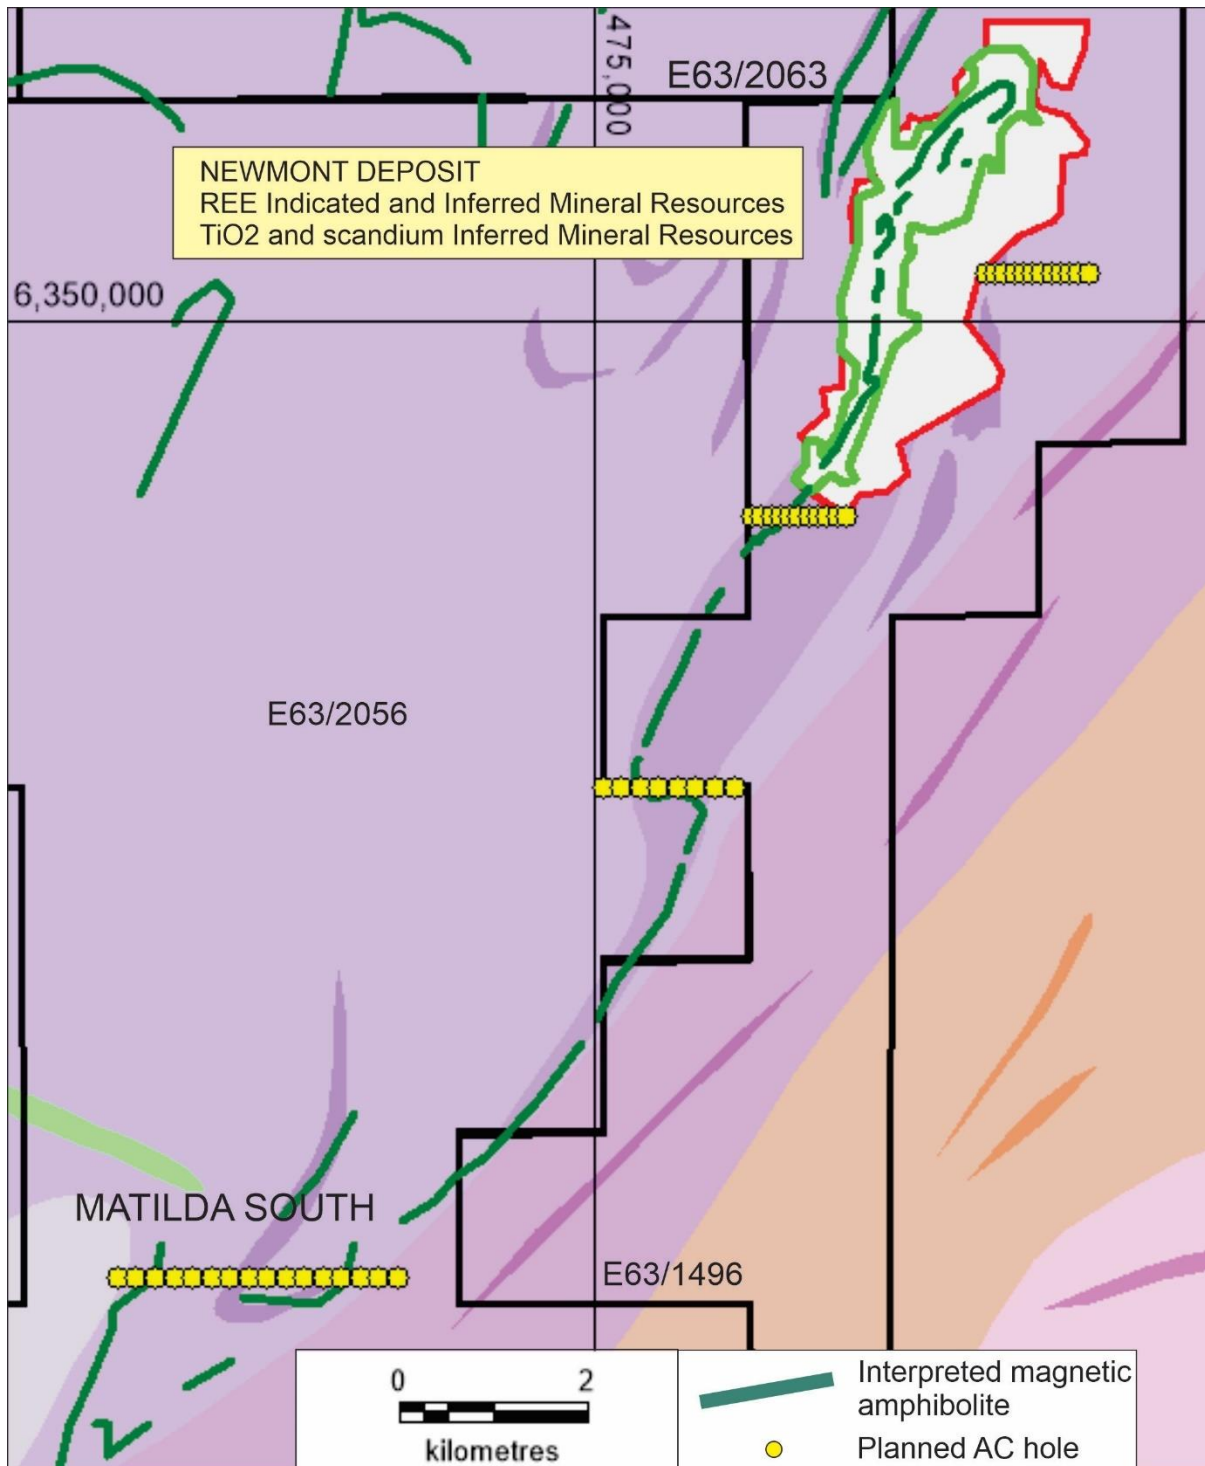 475,000
E63/2063
NEWMONT DEPOSIT
REE Indicated and Inferred Mineral Resources
TiO2 and scandium Inferred Mineral Resources
6,350,000
E63/2056
MATILDA SOUTH
E63/1496
0 2
kilometres
Interpreted magnetic
amphibolite
Planned AC hole